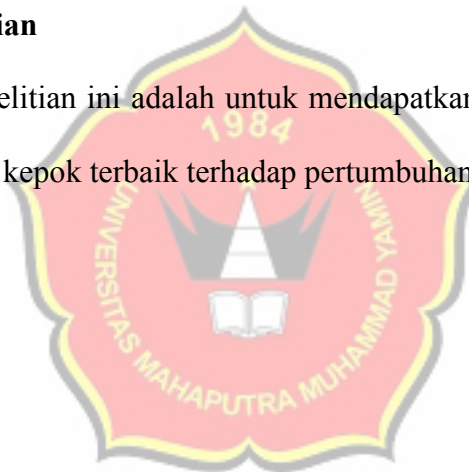 ian
elitian ini adalah untuk mendapatkan
1984
kepok terbaik terhadap pertumbuhan
UNIVERSITAS MAHAPUTRA MUHAMMAD YAMIN